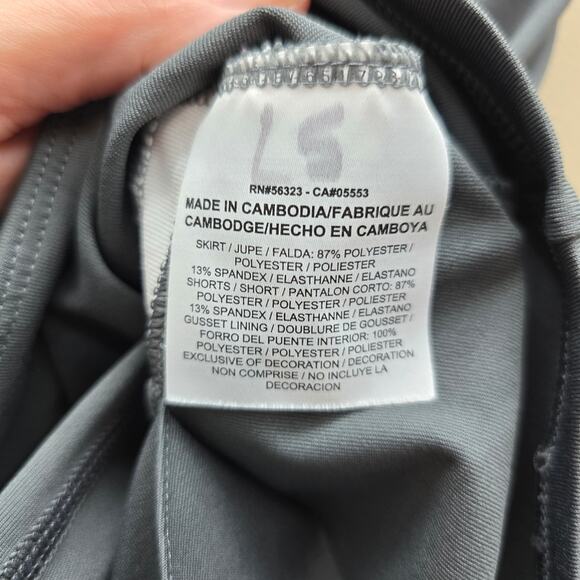 LS
RN#56323 - CA#05553
MADE IN CAMBODIA/FABRIQUE AU
CAMBODGE/HECHO EN CAMBOYA
SKIRT / JUPE / FALDA: 87% POLYESTER /
POLYESTER / POLIESTER
13% SPANDEX / ELASTHANNE / ELASTANO
SHORTS / SHORT / PANTALON CORTO: 87%
POLYESTER / POLYESTER / POLIESTER
13% SPANDEX / ELASTHANNE / ELASTANO
GUSSET LINING / DOUBLURE DE GOUSSET /
FORRO DEL PUENTE INTERIOR: 100%
POLYESTER / POLYESTER / POLIESTER
EXCLUSIVE OF DECORATION / DECORATION
NON COMPRISE / NO INCLUYE LA
DECORACION